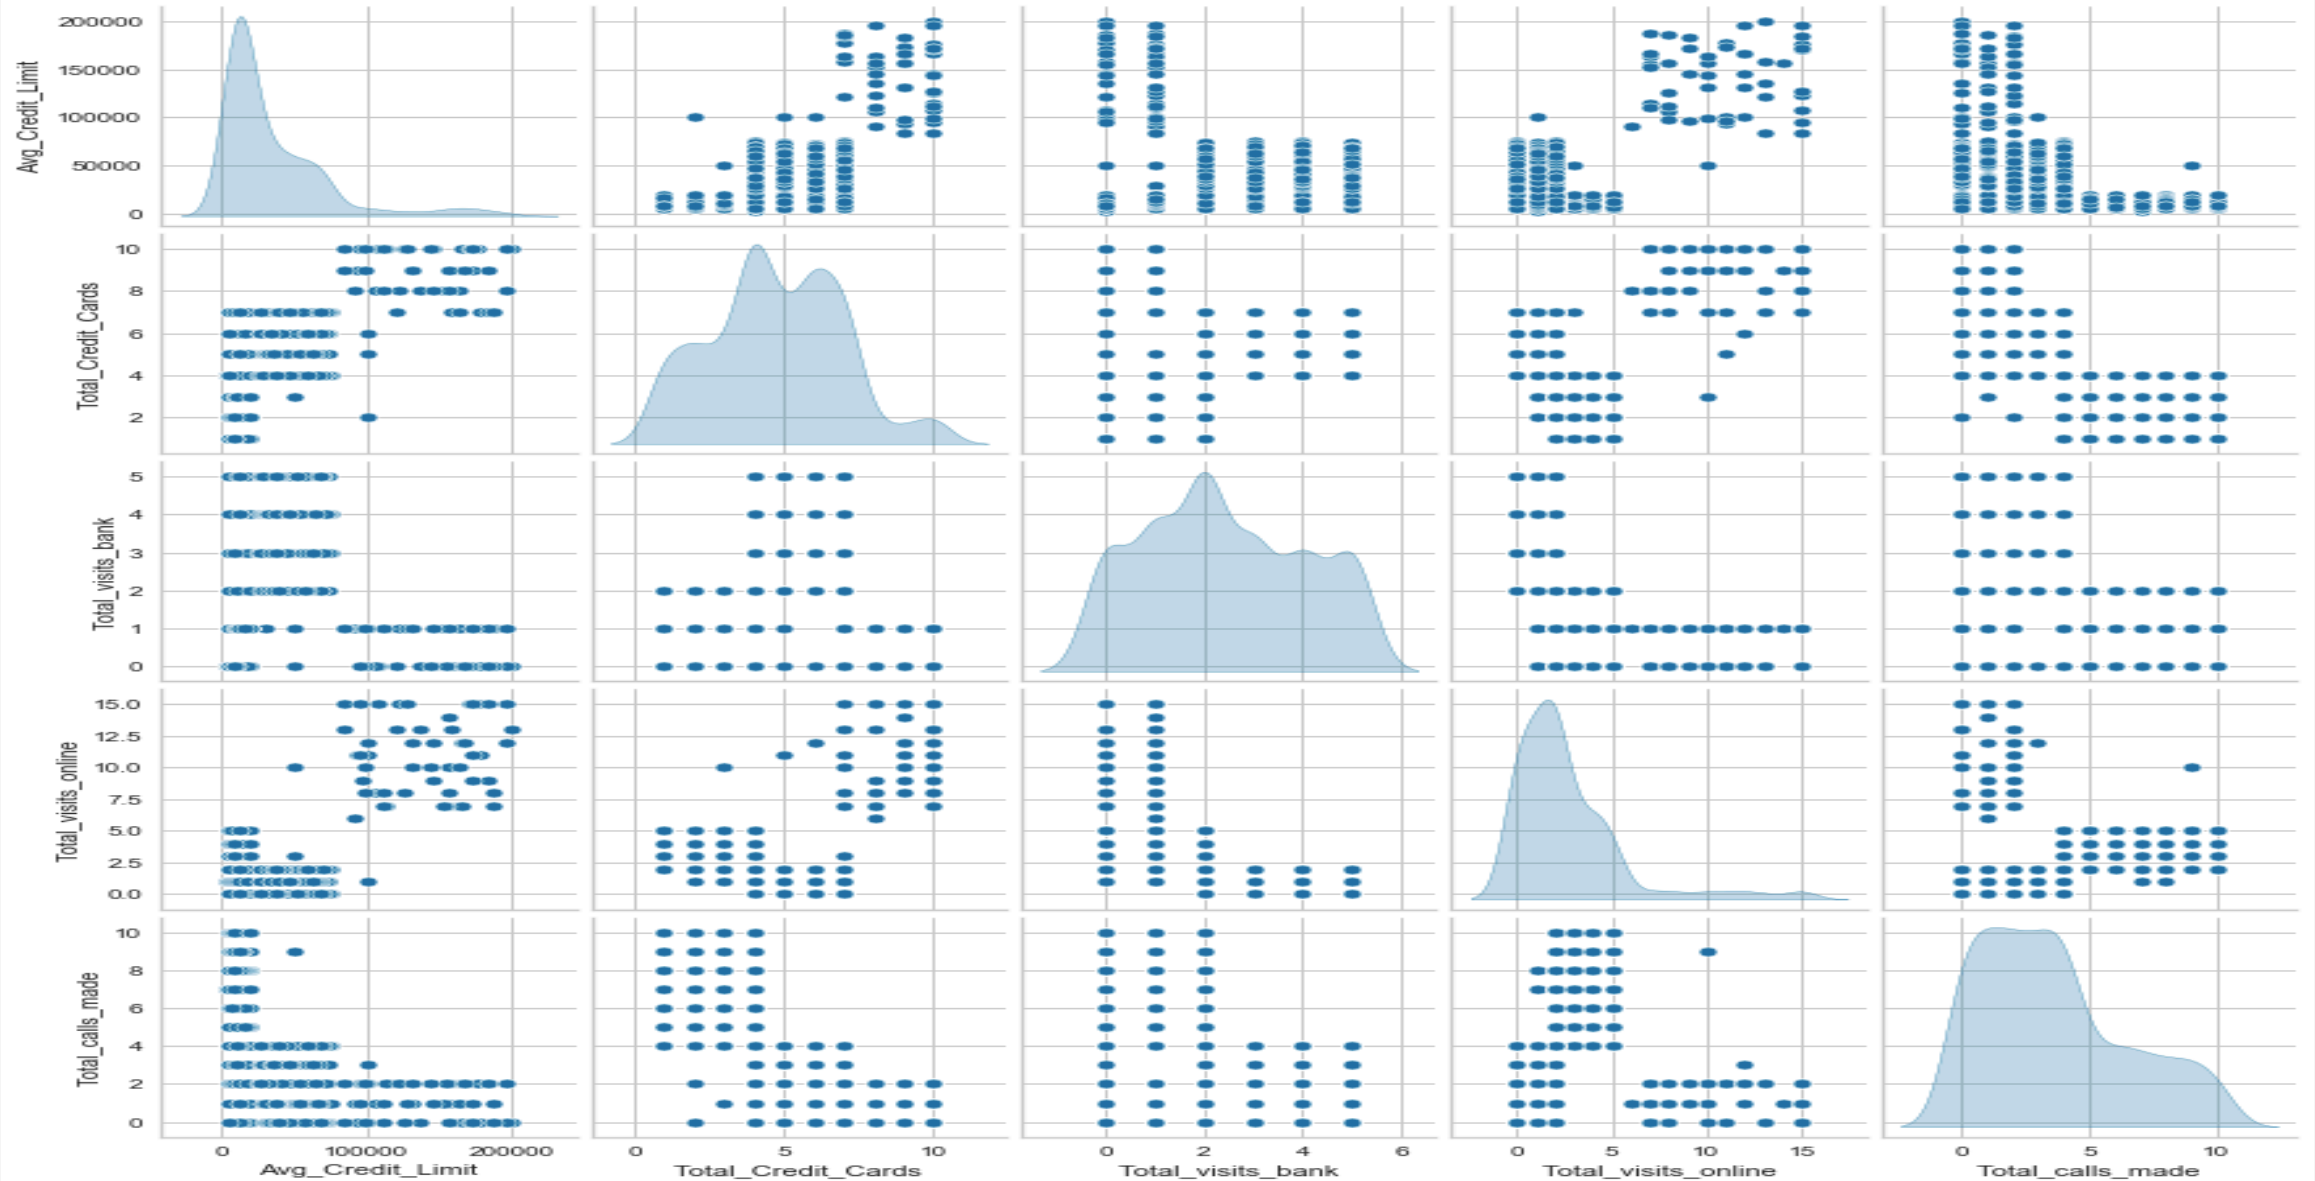 Avg_Credit_Limit
200000
150000
100000
50000
0
Total_Credit_Cards
10
8
6
4
2
Total_visits_bank
5
4
3
2
1
0
Total_visits_online
15.0
12.5
10.0
7.5
5.0
2.5
0.0
Total_calls_made
10
8
6
4
2
0
0 100000 200000
Avg_Credit_Limit
0 5 10
Total_Credit_Cards
0 2 4 6
Total_visits_bank
0 5 10 15
Total_visits_online
0 5 10
Total_calls_made